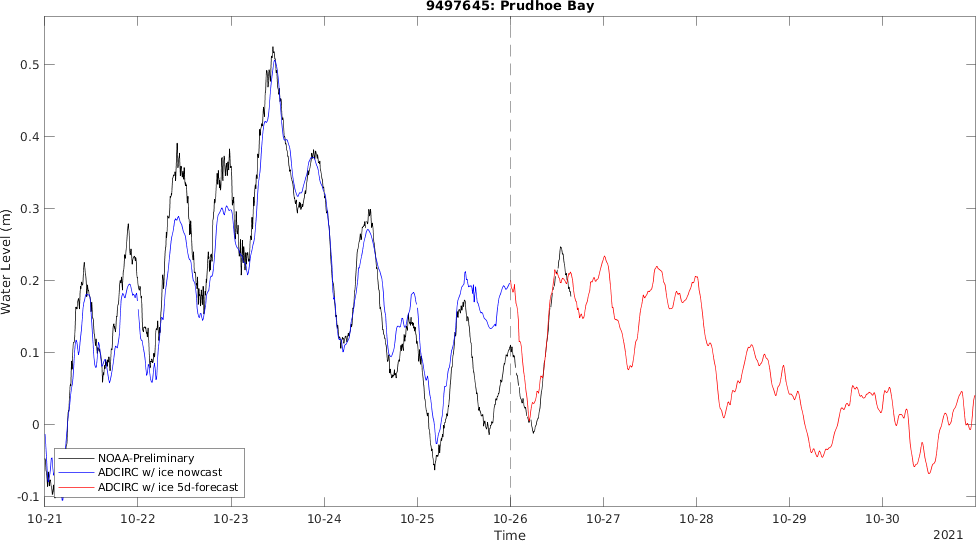 9497645: Prudhoe Bay
Water Level (m)
0.5
0.4
0.3
0.2
0.1
0
-0.1
NOAA-Preliminary
ADCIRC w/ ice nowcast
ADCIRC w/ ice 5d-forecast
10-21 10-22 10-23 10-24 10-25 10-26 10-27 10-28 10-29 10-30
Time
2021